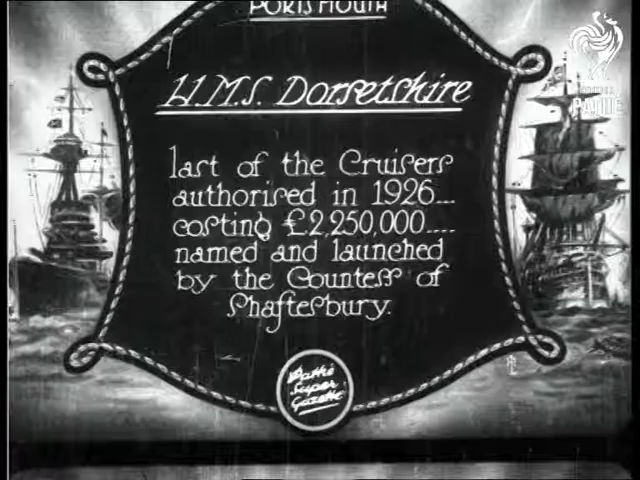 PORTSMOUTH
H.M.S. Dorsetshire
last of the Cruisers
authorised in 1926...
costing £2,250,000....
named and launched
by the Countess of
Shaftesbury.
Pathé
Super
Gazette
PATHÉ